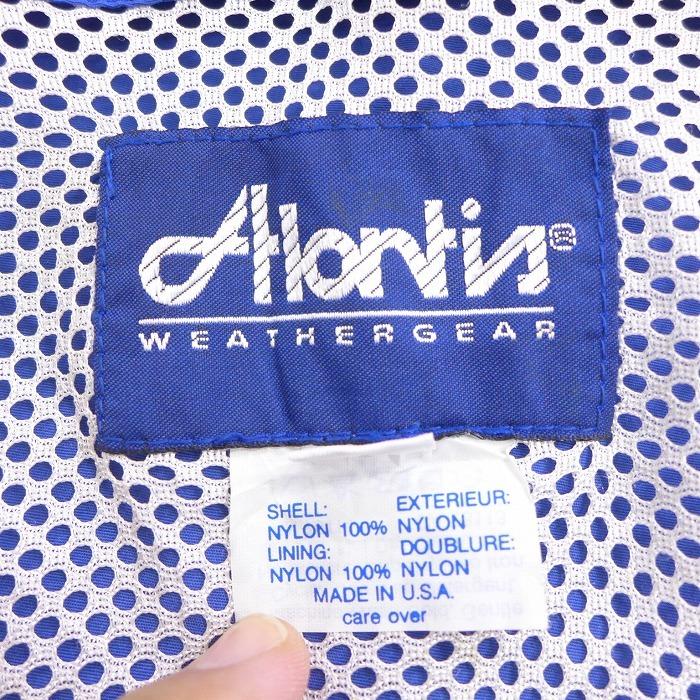 Atlantis®
WEATHERGEAR
SHELL: EXTERIEUR:
NYLON 100% NYLON
LINING: DOUBLURE:
NYLON 100% NYLON
MADE IN U.S.A.
care over